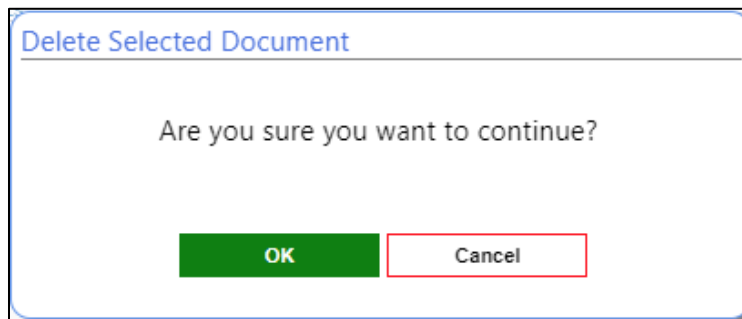 Delete Selected Document
Are you sure you want to continue?
OK
Cancel